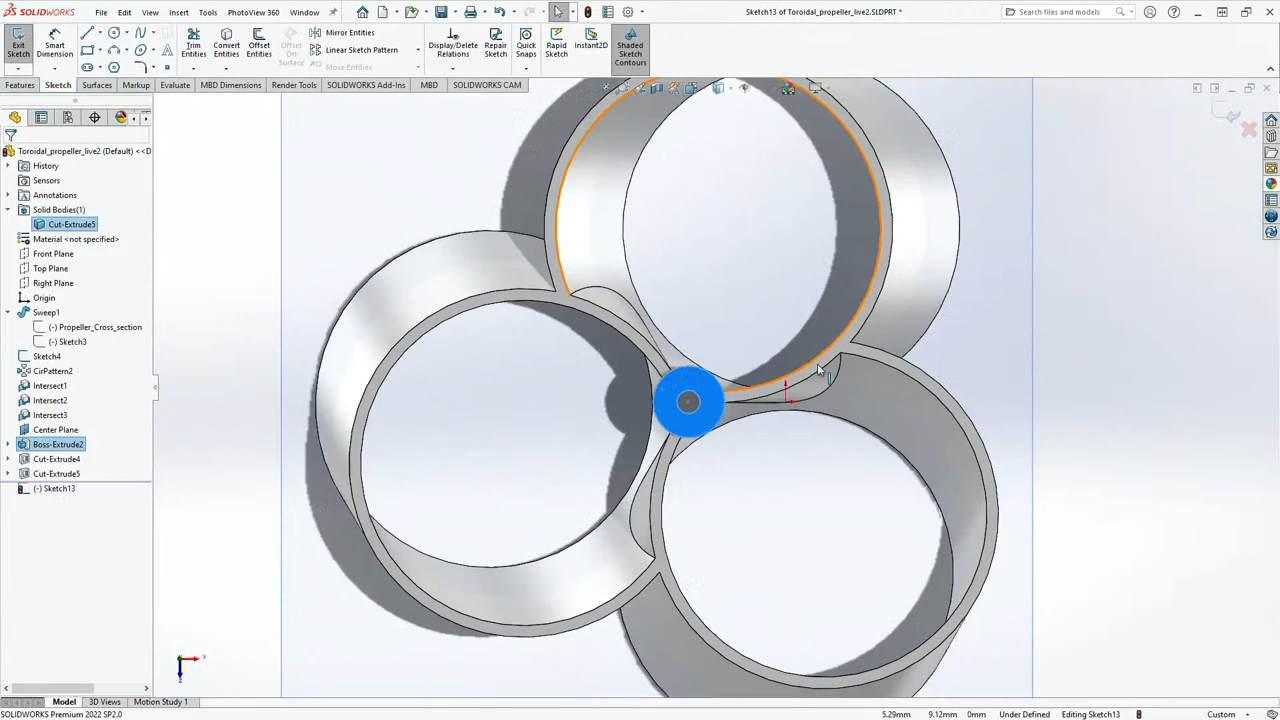 SOLIDWORKS File Edit View Insert Tools PhotoView 360 Window Sketch13 of Toroidal_propeller_live2.SLDPRT * Search files and models
Exit Sketch
Smart Dimension
Trim Entities
Convert Entities
Offset Entities
Offset On Surface
Mirror Entities
Linear Sketch Pattern
Move Entities
Display/Delete Relations
Repair Sketch
Quick Snaps
Rapid Sketch
Instant2D
Shaded Sketch Contours
Features Sketch Surfaces Markup Evaluate MBD Dimensions Render Tools SOLIDWORKS Add-Ins MBD SOLIDWORKS CAM
Toroidal_propeller_live2 (Default) <<D
History
Sensors
Annotations
Solid Bodies(1)
Cut-Extrude5
Material <not specified>
Front Plane
Top Plane
Right Plane
Origin
Sweep1
(-) Propeller_Cross_section
(-) Sketch3
Sketch4
CirPattern2
Intersect1
Intersect2
Intersect3
Center Plane
Boss-Extrude2
Cut-Extrude4
Cut-Extrude5
(-) Sketch13
x
z
Model 3D Views Motion Study 1
SOLIDWORKS Premium 2022 SP2.0 5.29mm 9.12mm 0mm Under Defined Editing Sketch13 Custom